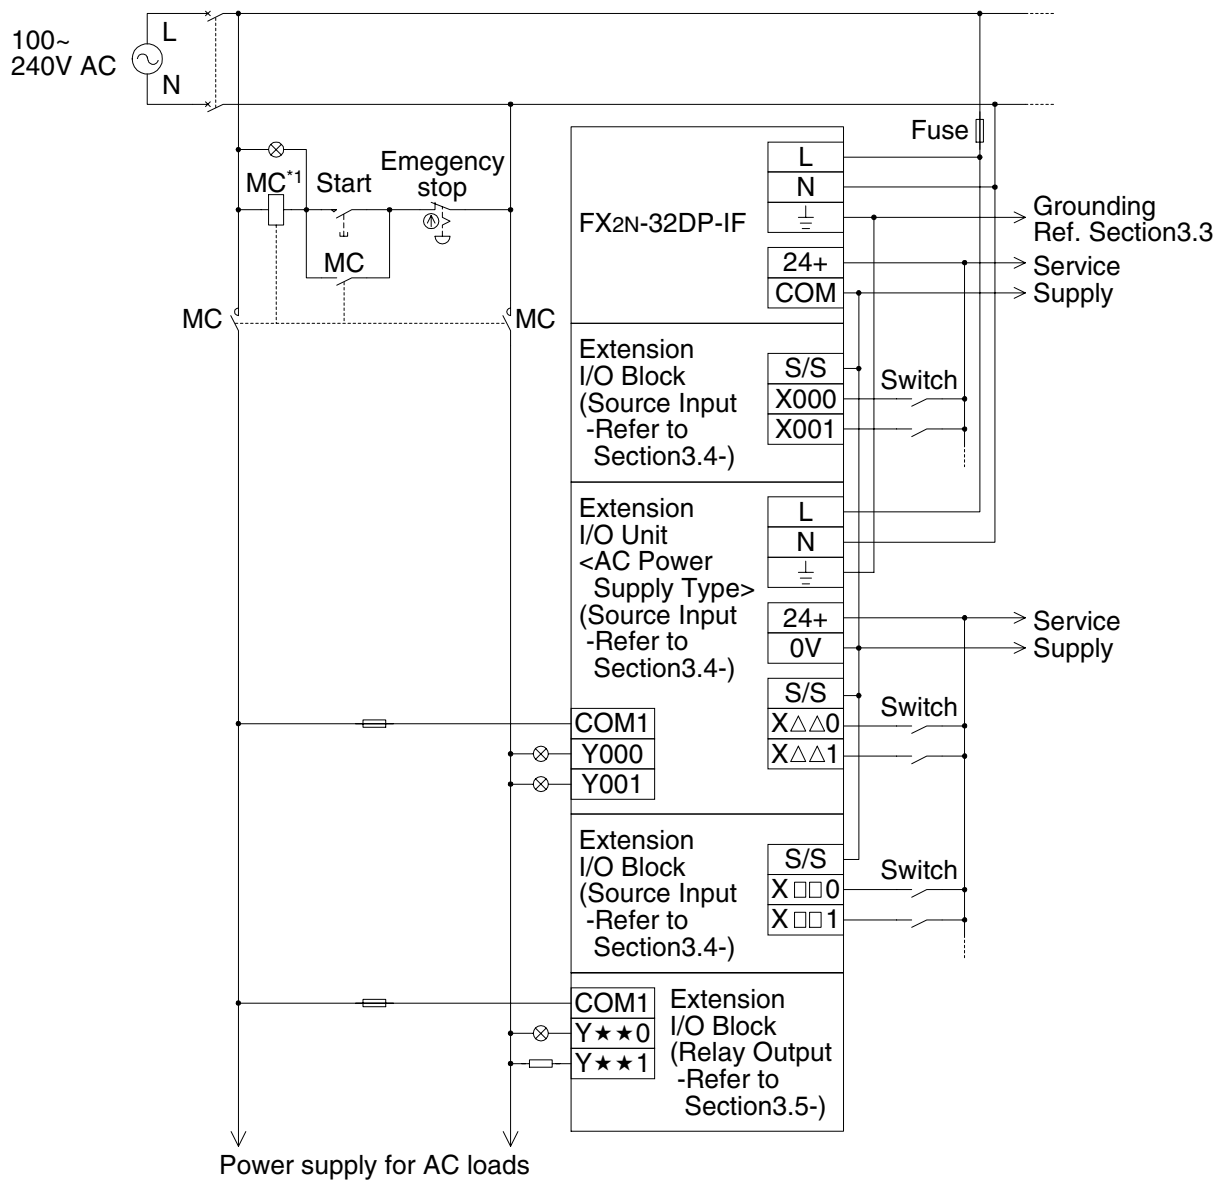 100~
240V AC
L
N
Fuse
MC*1
Start
Emegency
stop
MC
MC
MC
FX2N-32DP-IF
L
N
⏚
24+
COM
Grounding
Ref. Section3.3
Service
Supply
Extension
I/O Block
(Source Input
-Refer to
Section3.4-)
S/S
X000
X001
Switch
Extension
I/O Unit
<AC Power
Supply Type>
(Source Input
-Refer to
Section3.4-)
L
N
⏚
24+
0V
Service
Supply
S/S
X△△0
X△△1
Switch
COM1
Y000
Y001
Extension
I/O Block
(Source Input
-Refer to
Section3.4-)
S/S
X□□0
X□□1
Switch
COM1
Y★★0
Y★★1
Extension
I/O Block
(Relay Output
-Refer to
Section3.5-)
Power supply for AC loads